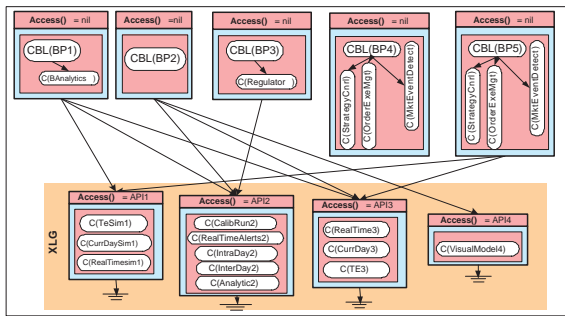 Access() = nil
CBL(BP1)
C(BAnalytics )
Access() =nil
CBL(BP2)
Access() = nil
CBL(BP3)
C(Regulator )
Access() = nil
CBL(BP4)
C(StrategyCnrl)
C(OrderExeMgt)
C(MktEventDetect)
Access() = nil
CBL(BP5)
C(StrategyCnrl)
C(OrderExeMgt)
C(MktEventDetect)
XLG
Access() = API1
C(TeSim1)
C(CurrDaySim1)
C(RealTimesim1)
Access() = API2
C(CalibRun2)
C(RealTimeAlerts2)
C(IntraDay2)
C(InterDay2)
C(Analytic2)
Access() =API3
C(RealTime3)
C(CurrDay3)
C(TE3)
Access() = API4
C(VisualModel4)